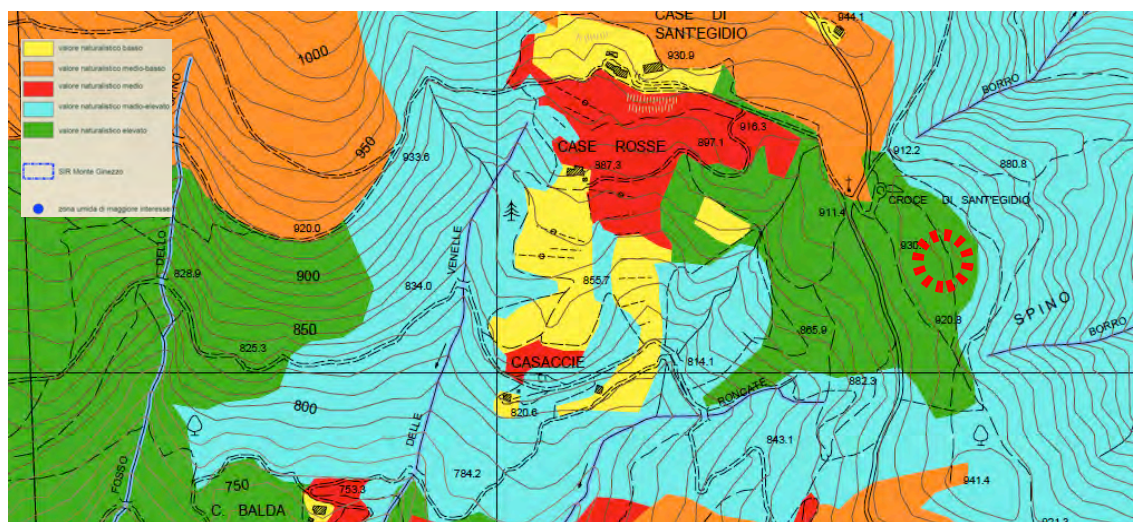 valore naturalistico basso
valore naturalistico medio-basso
valore naturalistico medio
valore naturalistico madio-elevato
valore naturalistico elevato
SIR Monte Ginezzo
zona umida di maggiore interesse
CASE DI
SANT'EGIDIO
930.9
944.1
1000
950
933.6
920.0
900
828.9
DELLO
FOSSO
850
825.3
834.0
800
VENELLE
DELLE
CASE ROSSE
887.3
897.1
916.3
912.2
880.8
BORRO
CROCE DI SANT'EGIDIO
911.4
930.
920.8
SPINO
BORRO
855.7
865.9
CASACCIE
814.1
820.6
RONCATE
882.3
843.1
784.2
941.4
750
753.3
C. BALDA